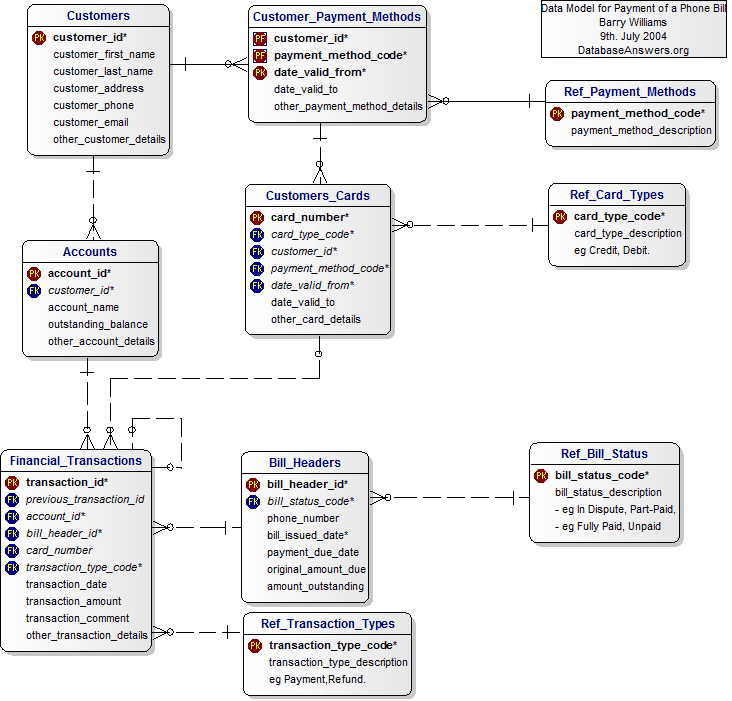 Data Model for Payment of a Phone Bill
Barry Williams
9th. July 2004
DatabaseAnswers.org
Customers
PK customer_id*
customer_first_name
customer_last_name
customer_address
customer_phone
customer_email
other_customer_details
Customer_Payment_Methods
PF customer_id*
PF payment_method_code*
PK date_valid_from*
date_valid_to
other_payment_method_details
Ref_Payment_Methods
PK payment_method_code*
payment_method_description
Customers_Cards
PK card_number*
FK card_type_code*
FK customer_id*
FK payment_method_code*
FK date_valid_from*
date_valid_to
other_card_details
Ref_Card_Types
PK card_type_code*
card_type_description
eg Credit, Debit.
Accounts
PK account_id*
FK customer_id*
account_name
outstanding_balance
other_account_details
Financial_Transactions
PK transaction_id*
FK previous_transaction_id
FK account_id*
FK bill_header_id*
FK card_number
FK transaction_type_code*
transaction_date
transaction_amount
transaction_comment
other_transaction_details
Bill_Headers
PK bill_header_id*
FK bill_status_code*
phone_number
bill_issued_date*
payment_due_date
original_amount_due
amount_outstanding
Ref_Bill_Status
PK bill_status_code*
bill_status_description
- eg In Dispute, Part-Paid,
- eg Fully Paid, Unpaid
Ref_Transaction_Types
PK transaction_type_code*
transaction_type_description
eg Payment,Refund.